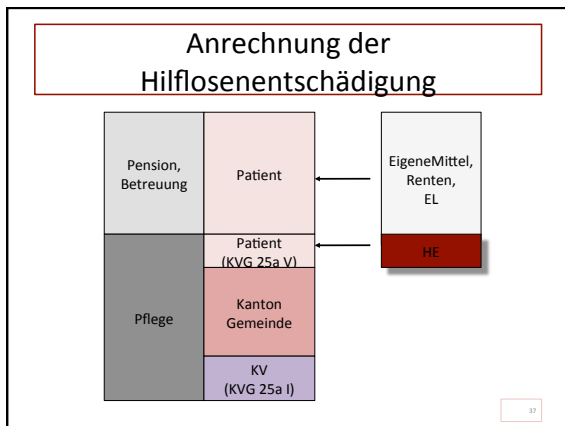 Anrechnung der
Hilflosenentschädigung
Pension,
Betreuung
Patient
EigeneMittel,
Renten,
EL
Patient
(KVG 25a V)
HE
Pflege
Kanton
Gemeinde
KV
(KVG 25a I)
37